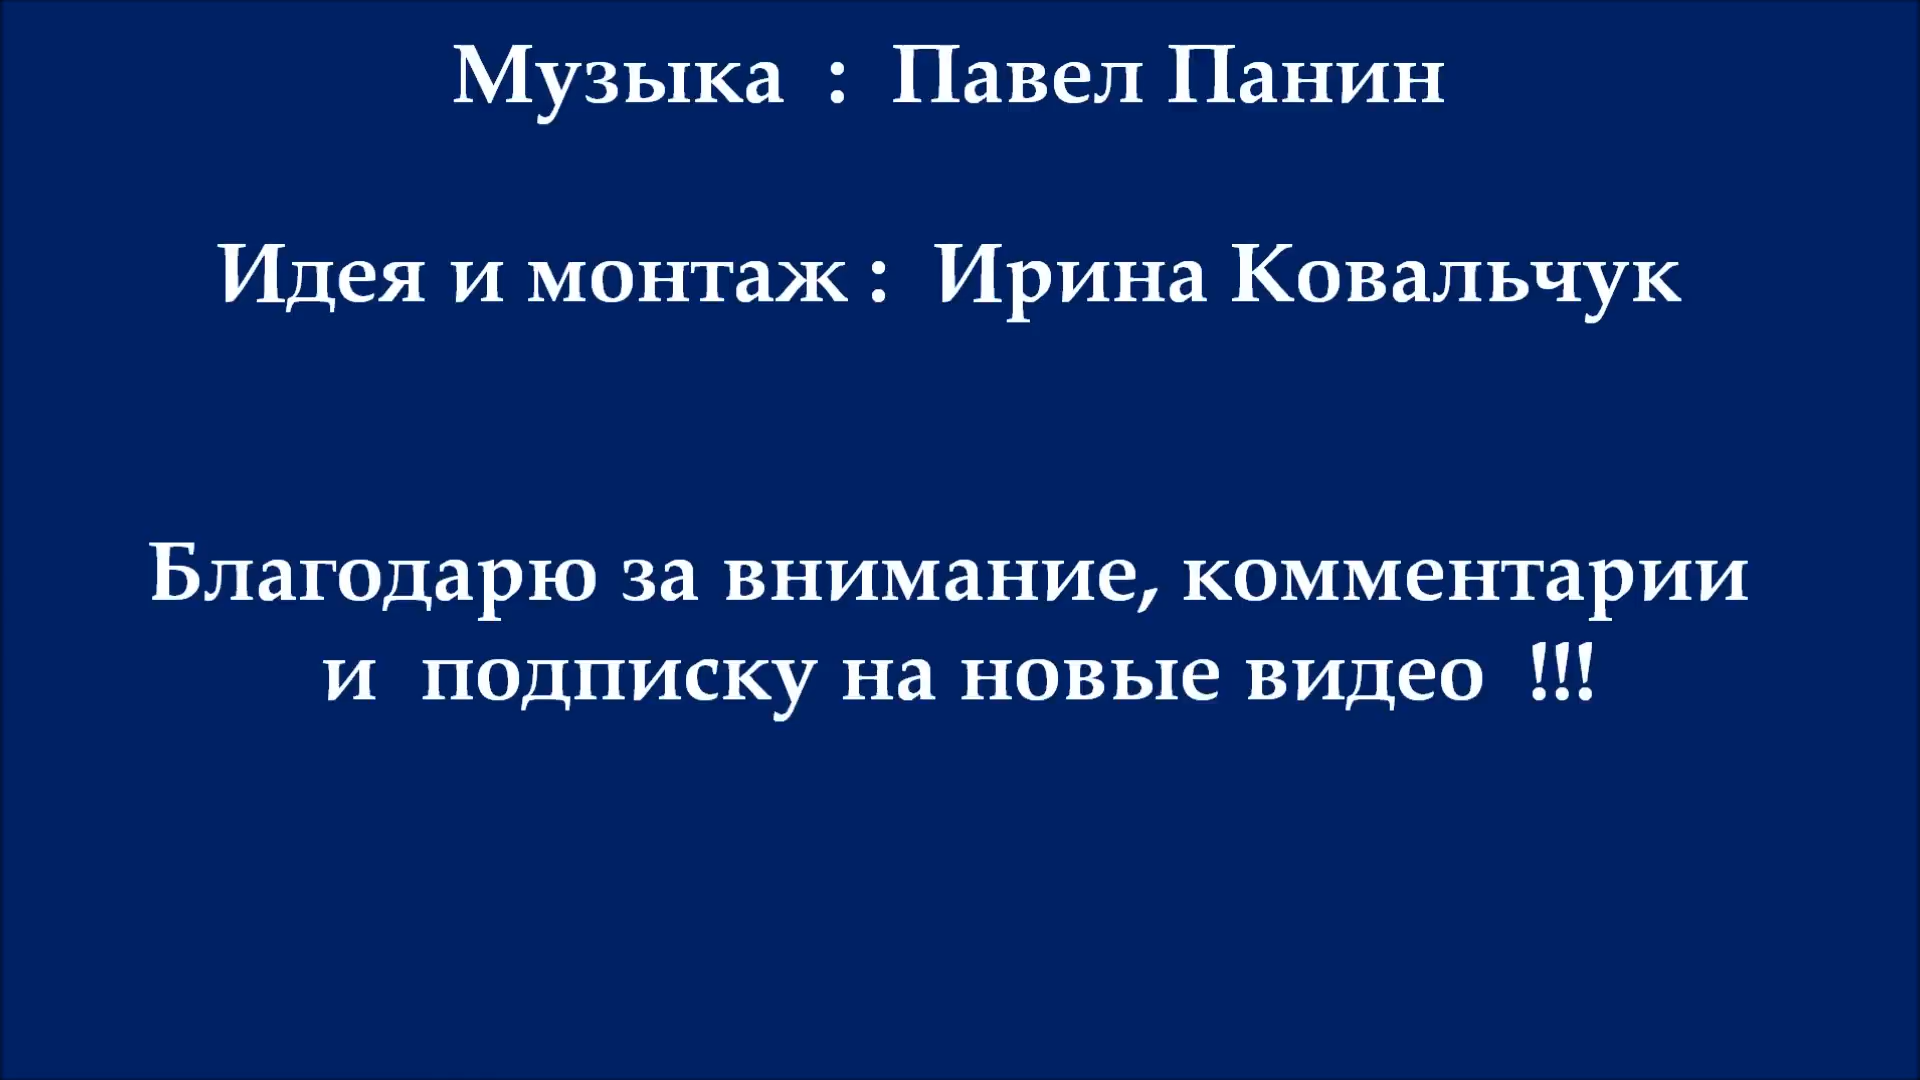 Музыка : Павел Панин
Идея и монтаж : Ирина Ковальчук
Благодарю за внимание, комментарии
и подписку на новые видео !!!